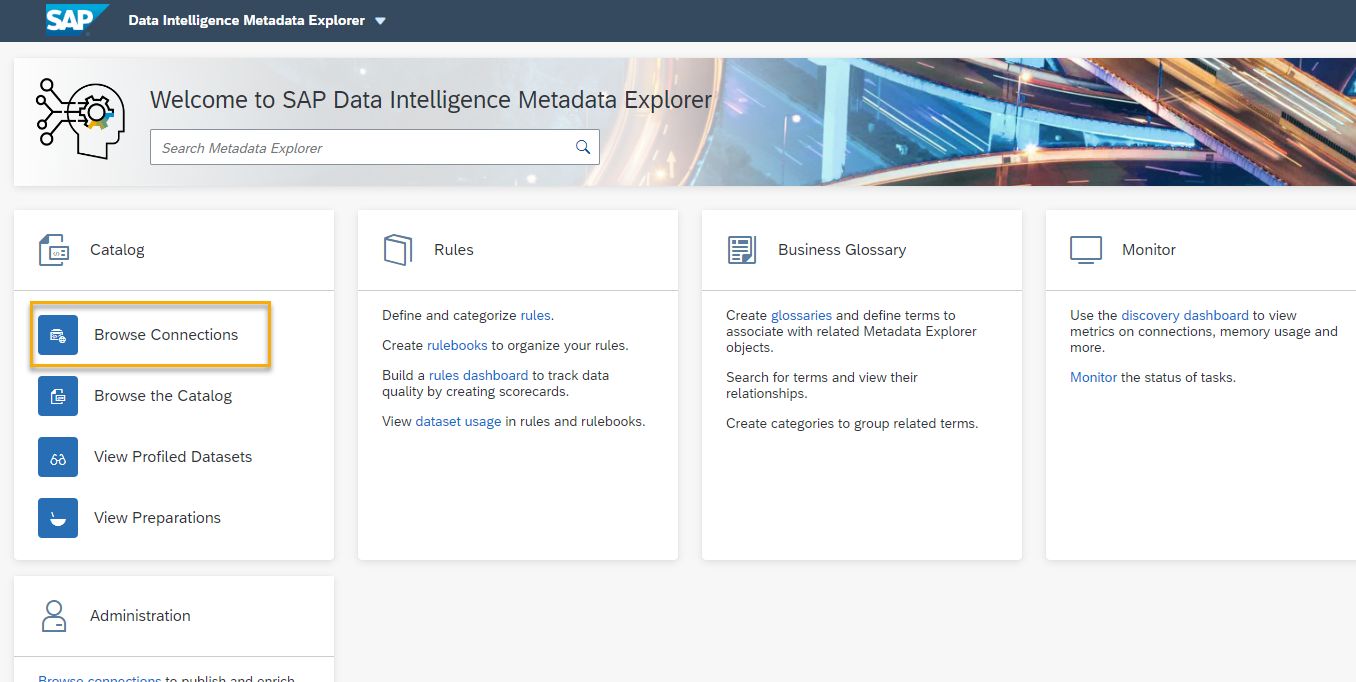 SAP
Data Intelligence Metadata Explorer
Welcome to SAP Data Intelligence Metadata Explorer
Search Metadata Explorer
Catalog
Browse Connections
Browse the Catalog
View Profiled Datasets
View Preparations
Rules
Define and categorize rules.
Create rulebooks to organize your rules.
Build a rules dashboard to track data
quality by creating scorecards.
View dataset usage in rules and rulebooks.
Business Glossary
Create glossaries and define terms to
associate with related Metadata Explorer
objects.
Search for terms and view their
relationships.
Create categories to group related terms.
Monitor
Use the discovery dashboard to view
metrics on connections, memory usage and
more.
Monitor the status of tasks.
Administration
Browse connections to publish and enrich